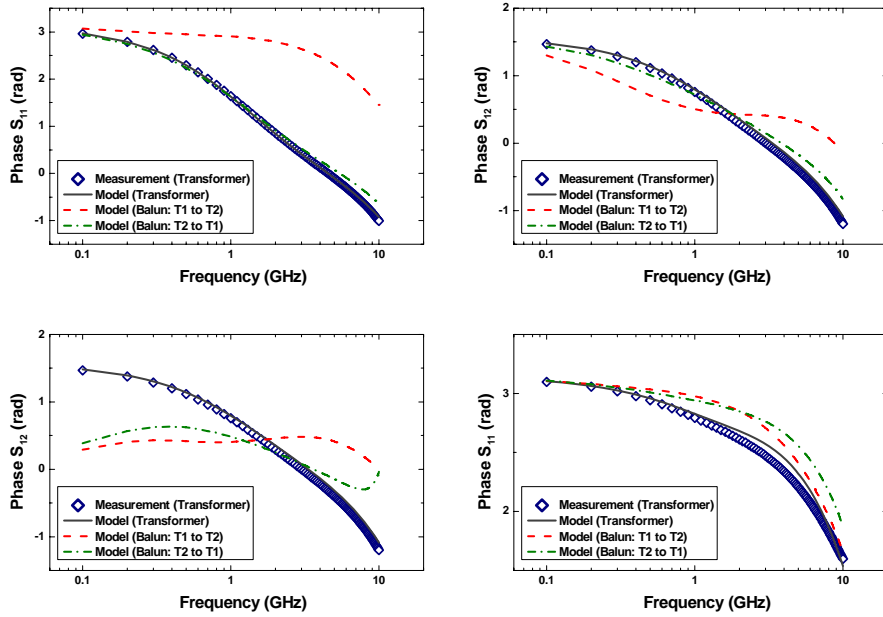 3
2
1
0
-1
0.1
1
10
Phase S11 (rad)
Frequency (GHz)
Measurement (Transformer)
Model (Transformer)
Model (Balun: T1 to T2)
Model (Balun: T2 to T1)
2
1
0
-1
0.1
1
10
Phase S12 (rad)
Frequency (GHz)
Measurement (Transformer)
Model (Transformer)
Model (Balun: T1 to T2)
Model (Balun: T2 to T1)
2
1
0
-1
0.1
1
10
Phase S12 (rad)
Frequency (GHz)
Measurement (Transformer)
Model (Transformer)
Model (Balun: T1 to T2)
Model (Balun: T2 to T1)
3
2
0.1
1
10
Phase S11 (rad)
Frequency (GHz)
Measurement (Transformer)
Model (Transformer)
Model (Balun: T1 to T2)
Model (Balun: T2 to T1)